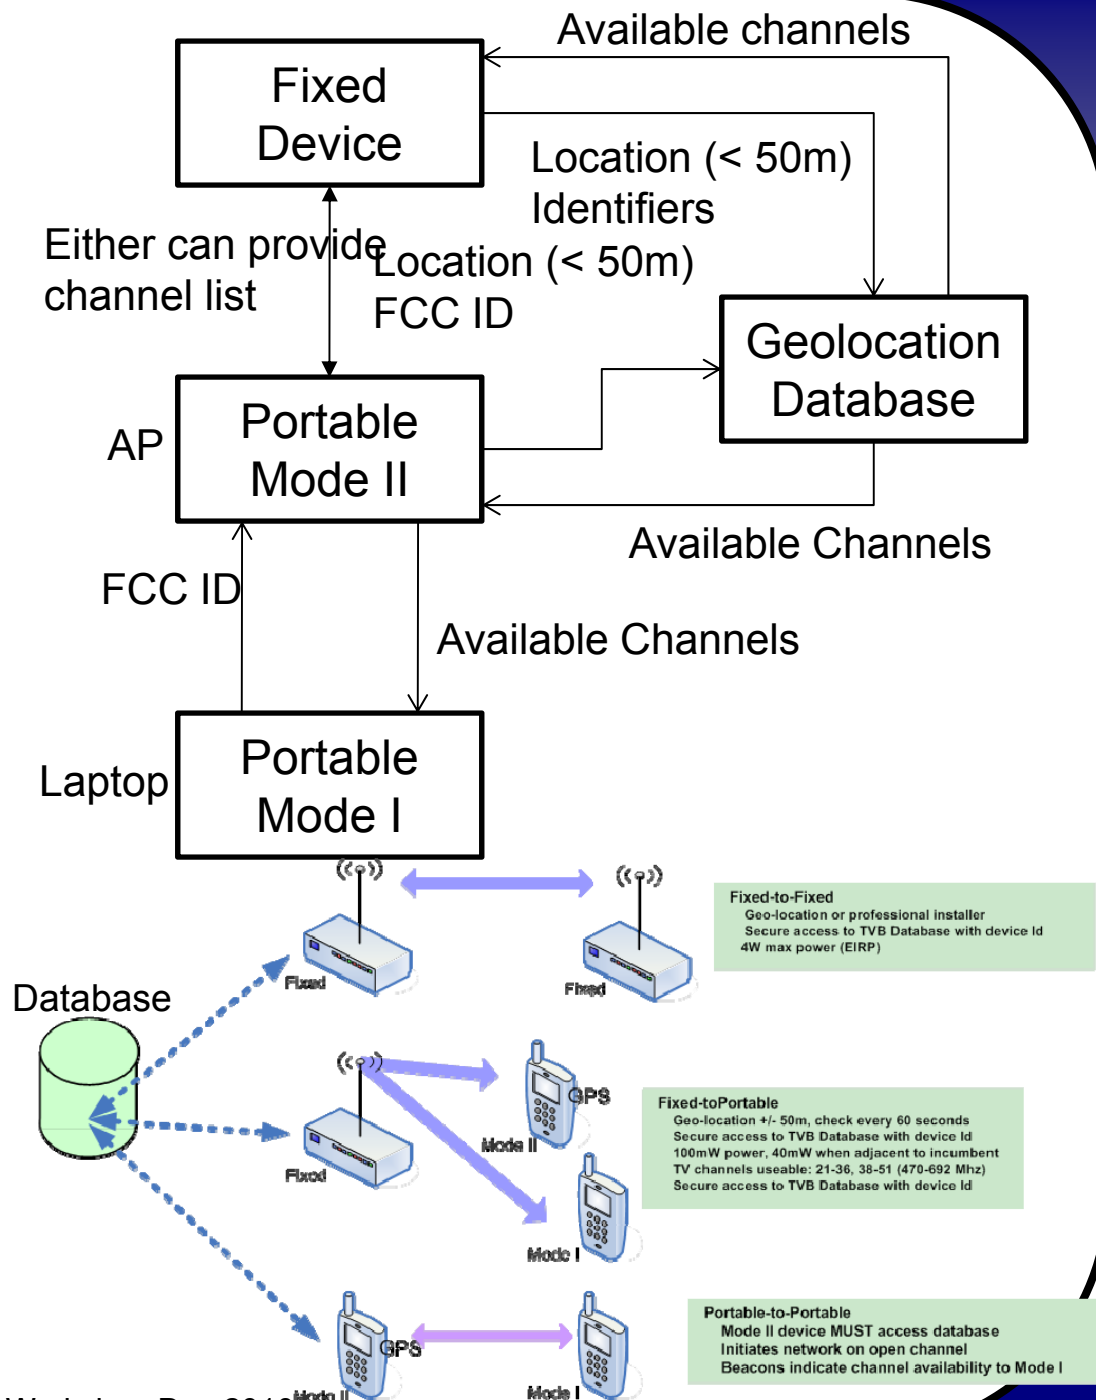 Available channels
Fixed
Device
Location (< 50m)
Identifiers
Either can provide
channel list
Location (< 50m)
FCC ID
Geolocation
Database
AP
Portable
Mode II
Available Channels
FCC ID
Available Channels
Laptop
Portable
Mode I
Fixed
Fixed
Fixed-to-Fixed
Geo-location or professional installer
Secure access to TVB Database with device Id
4W max power (EIRP)
Database
GPS
Mode II
Fixed
Mode I
Fixed-toPortable
Geo-location +/- 50m, check every 60 seconds
Secure access to TVB Database with device Id
100mW power, 40mW when adjacent to incumbent
TV channels useable: 21-36, 38-51 (470-692 Mhz)
Secure access to TVB Database with device Id
GPS
Mode II
Mode I
Portable-to-Portable
Mode II device MUST access database
Initiates network on open channel
Beacons indicate channel availability to Mode I